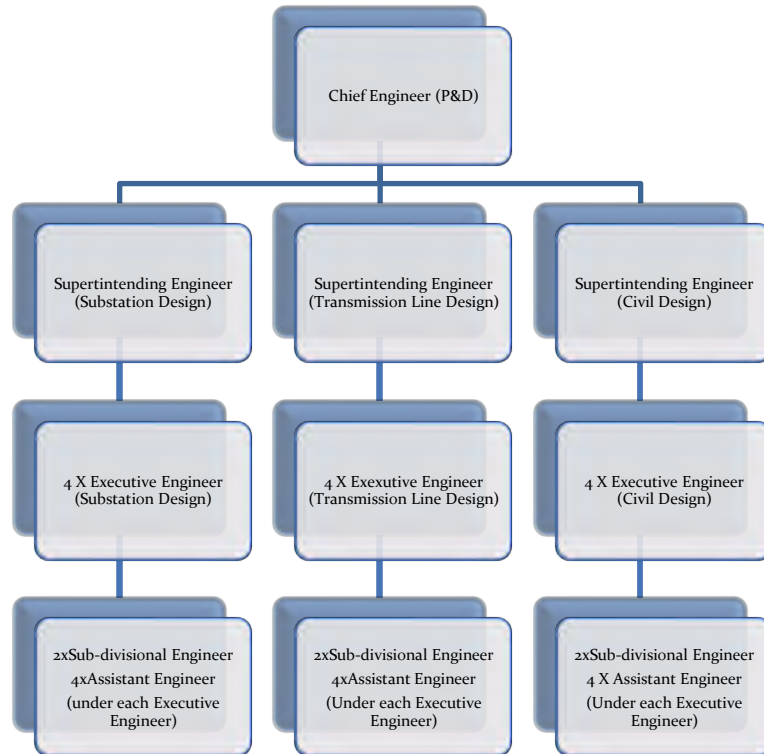 Chief Engineer (P&D)
Supertintending Engineer
(Substation Design)
Supertintending Engineer
(Transmission Line Design)
Supertintending Engineer
(Civil Design)
4 X Executive Engineer
(Substation Design)
4 X Exexutive Engineer
(Transmission Line Design)
4 X Executive Engineer
(Civil Design)
2xSub-divisional Engineer
4xAssistant Engineer
(under each Executive
Engineer)
2xSub-divisional Engineer
4xAssistant Engineer
(Under each Executive
Engineer)
2xSub-divisional Engineer
4 X Assistant Engineer
(Under each Executive
Engineer)